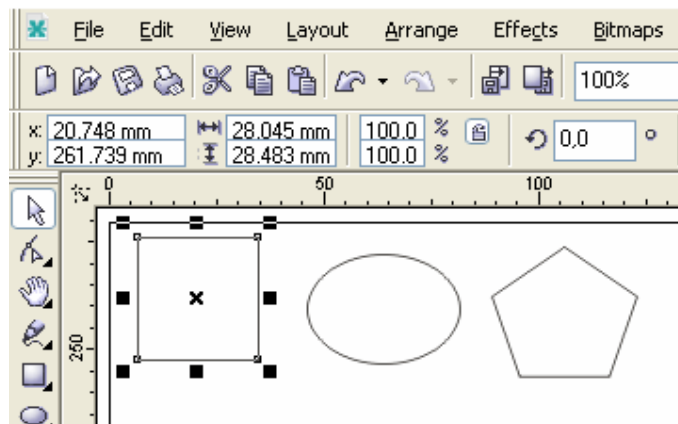 File Edit View Layout Arrange Effects Bitmaps
100%
x: 20.748 mm 28.045 mm 100.0 % 0,0 °
y: 261.739 mm 28.483 mm 100.0 %
0 50 100
250